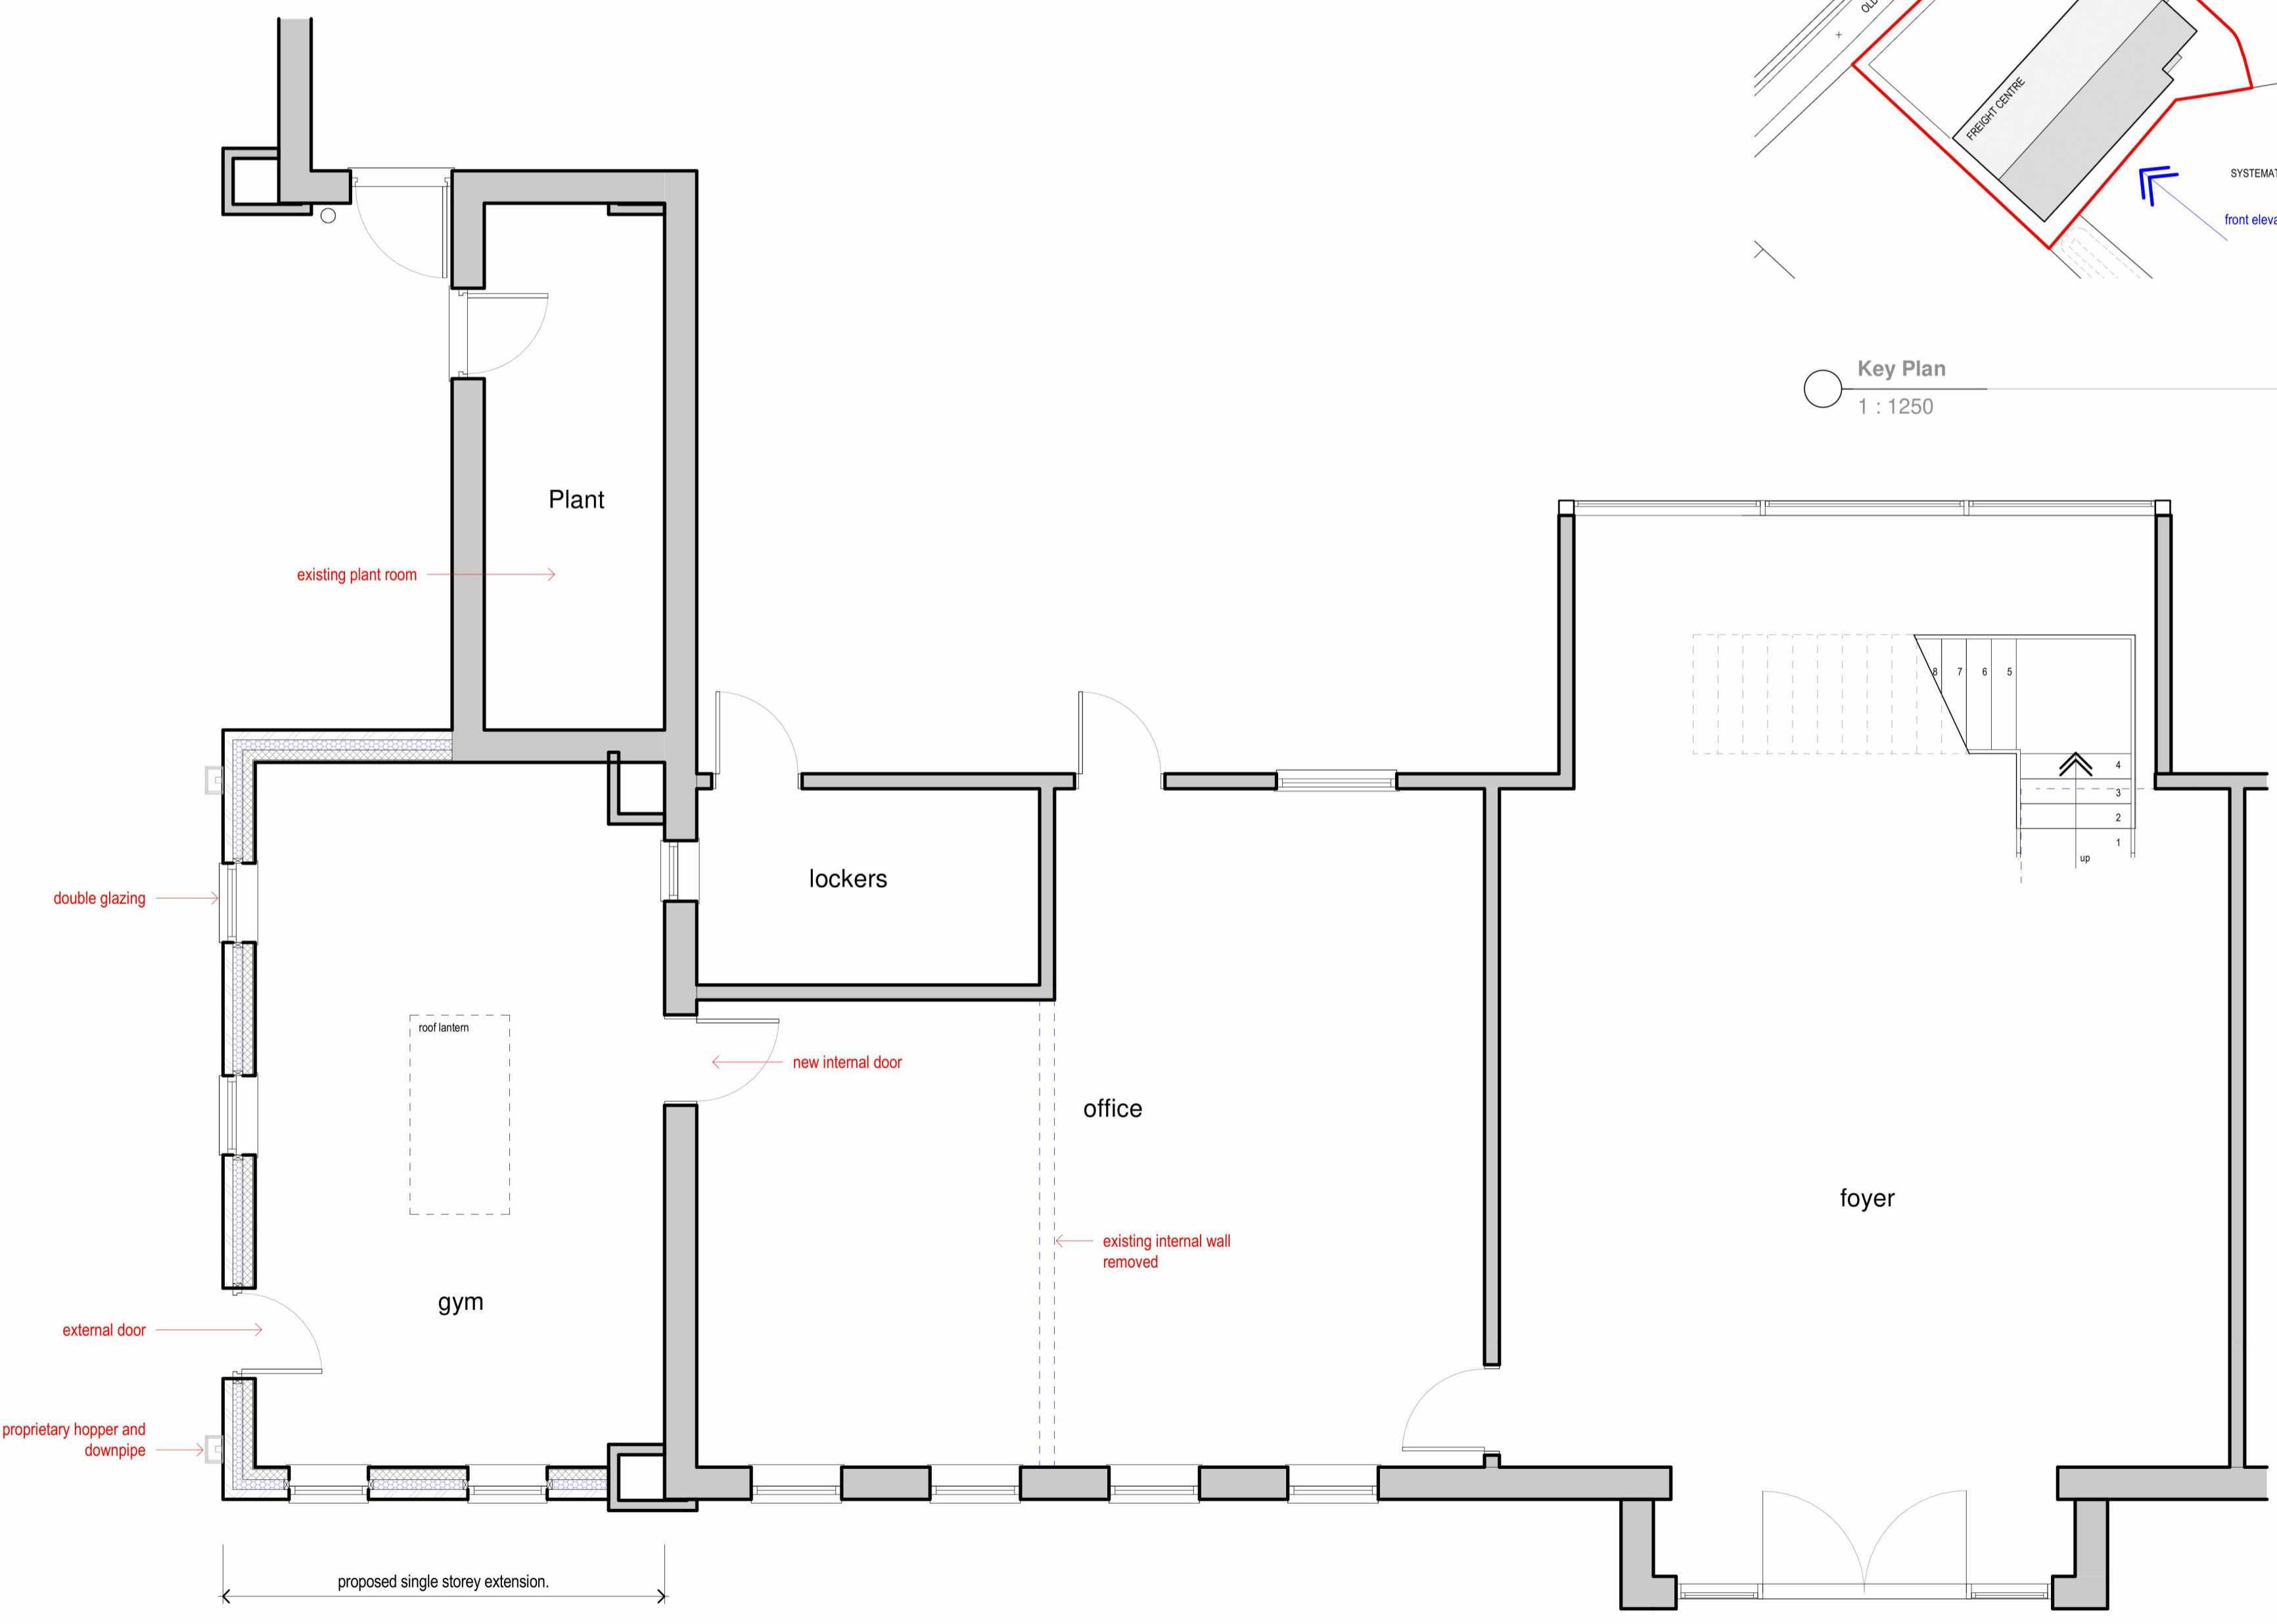 OLD
FREIGHT CENTRE
SYSTEMAT
front eleva
Key Plan
1 : 1250
Plant
existing plant room
8 7 6 5
4
3
2
1
up
double glazing
lockers
roof lantern
new internal door
office
existing internal wall
removed
foyer
gym
external door
proprietary hopper and
downpipe
proposed single storey extension.